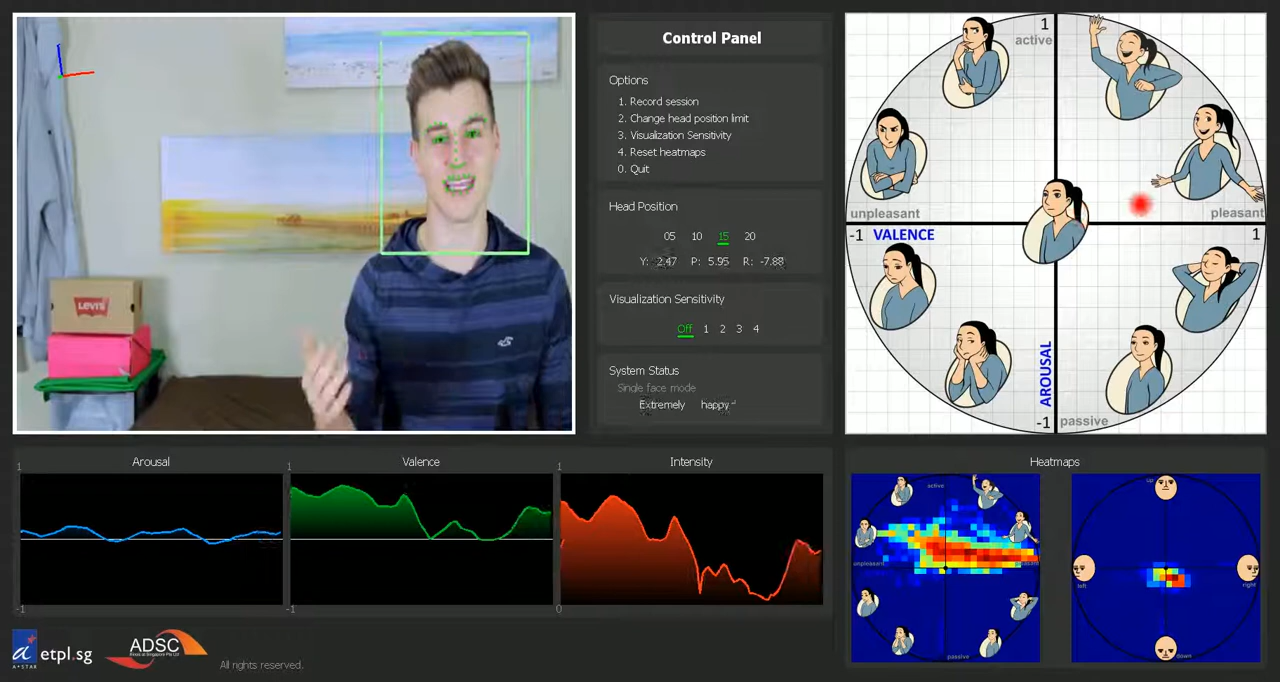 LEVI'S
Control Panel
Options
1. Record session
2. Change head position limit
3. Visualization Sensitivity
4. Reset heatmaps
0. Quit
Head Position
05 10 15 20
Y: 2.47 P: 5.95 R: -7.88
Visualization Sensitivity
Off 1 2 3 4
System Status
Single face mode
Extremely happy
1
active
unpleasant
pleasant
-1 VALENCE
1
AROUSAL
-1
passive
Arousal
1
-1
Valence
1
-1
Intensity
1
0
Heatmaps
active
unpleasant
passive
up
left
right
down
A*STAR
etpl.sg
ADSC
All rights reserved.